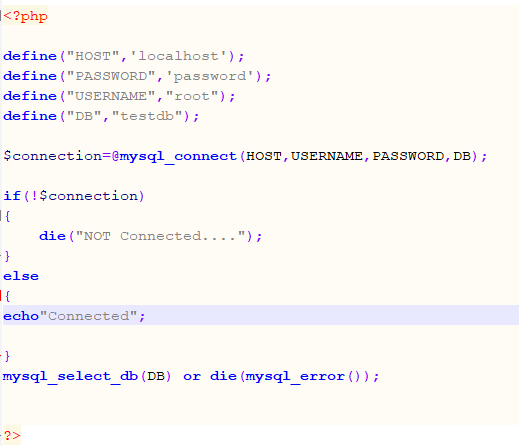 <?php
define("HOST",'localhost');
define("PASSWORD",'password');
define("USERNAME","root");
define("DB","testdb");
$connection=@mysql_connect(HOST,USERNAME,PASSWORD,DB);
if(!$connection)
{
die("NOT Connected....");
}
else
{
echo"Connected";
}
mysql_select_db(DB) or die(mysql_error());
?>